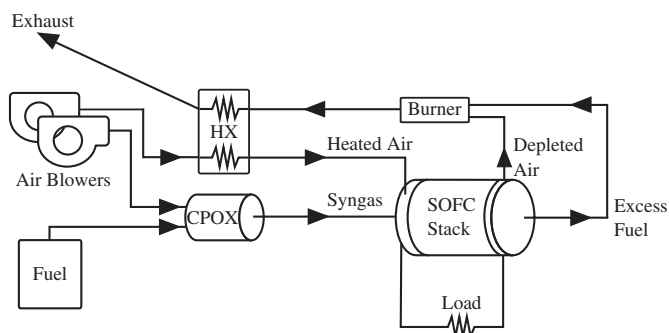 Exhaust
HX
Burner
Heated Air
Depleted
Air
Air Blowers
CPOX
Syngas
SOFC
Stack
Excess
Fuel
Fuel
Load